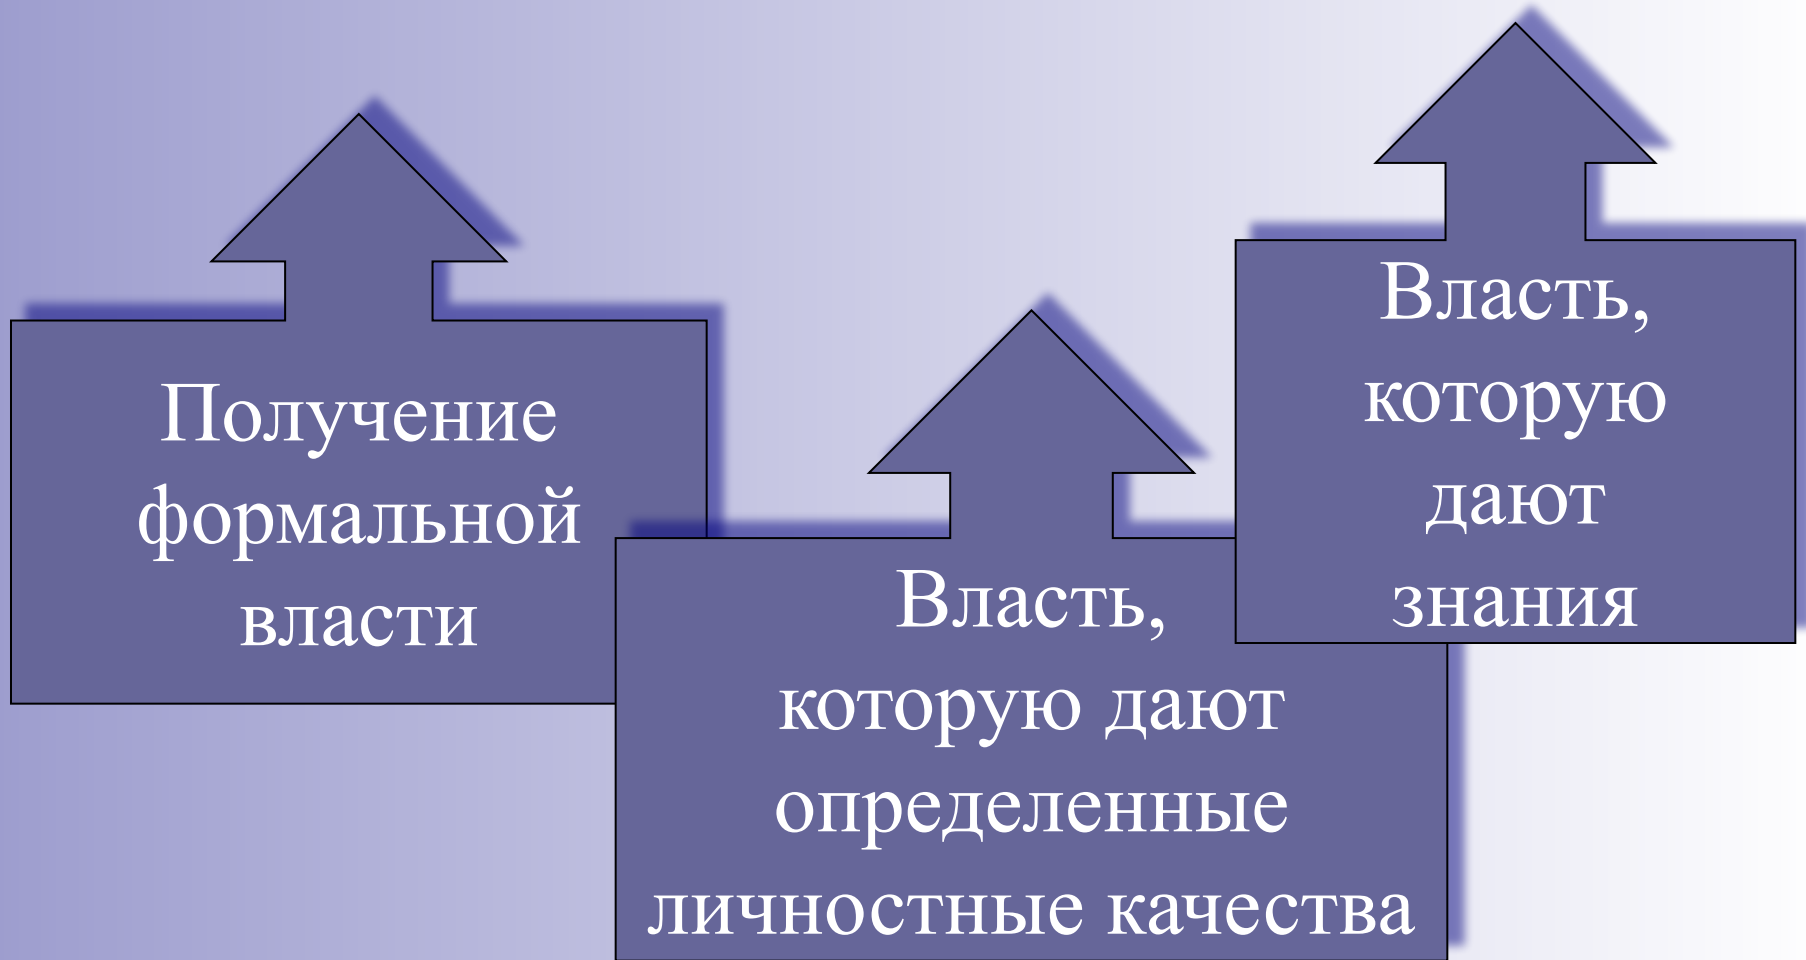 Получение
формальной
власти
Власть,
которую дают
определенные
личностные качества
Власть,
которую
дают
знания